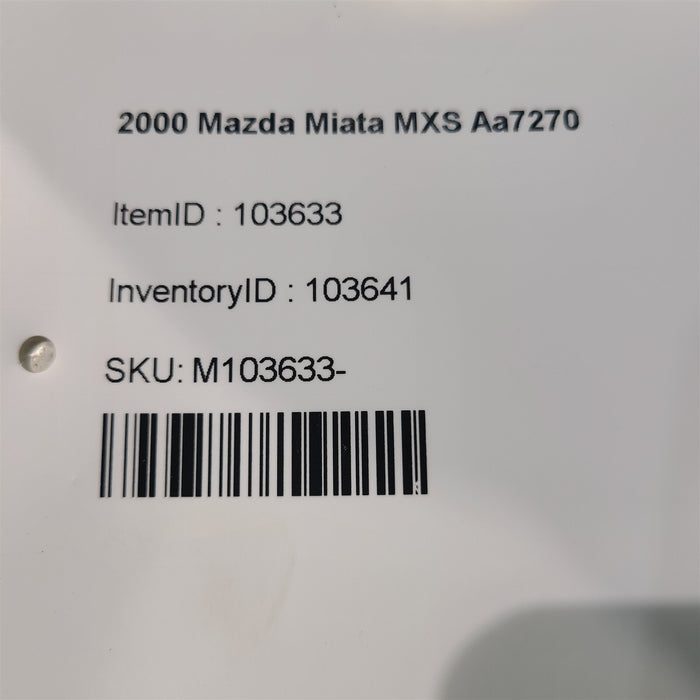 2000 Mazda Miata MXS Aa7270
ItemID : 103633
InventoryID : 103641
SKU: M103633-